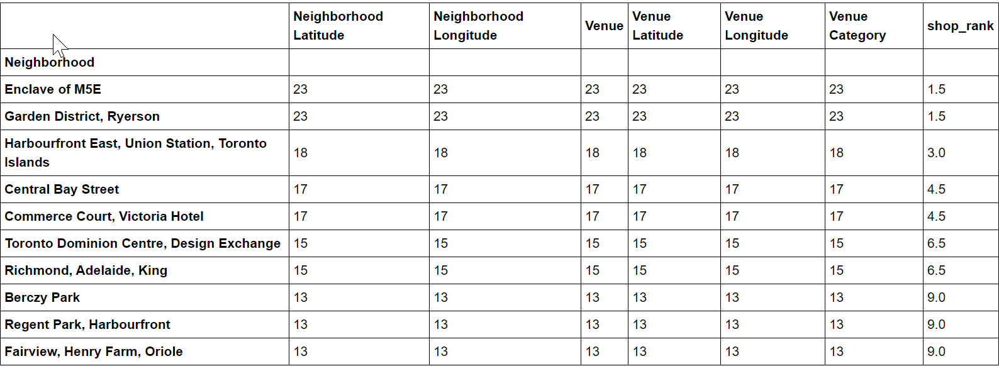 Neighborhood Latitude Neighborhood Longitude Venue Venue Latitude Venue Longitude Venue Category shop_rank
Neighborhood
Enclave of M5E 23 23 23 23 23 23 1.5
Garden District, Ryerson 23 23 23 23 23 23 1.5
Harbourfront East, Union Station, Toronto Islands 18 18 18 18 18 18 3.0
Central Bay Street 17 17 17 17 17 17 4.5
Commerce Court, Victoria Hotel 17 17 17 17 17 17 4.5
Toronto Dominion Centre, Design Exchange 15 15 15 15 15 15 6.5
Richmond, Adelaide, King 15 15 15 15 15 15 6.5
Berczy Park 13 13 13 13 13 13 9.0
Regent Park, Harbourfront 13 13 13 13 13 13 9.0
Fairview, Henry Farm, Oriole 13 13 13 13 13 13 9.0